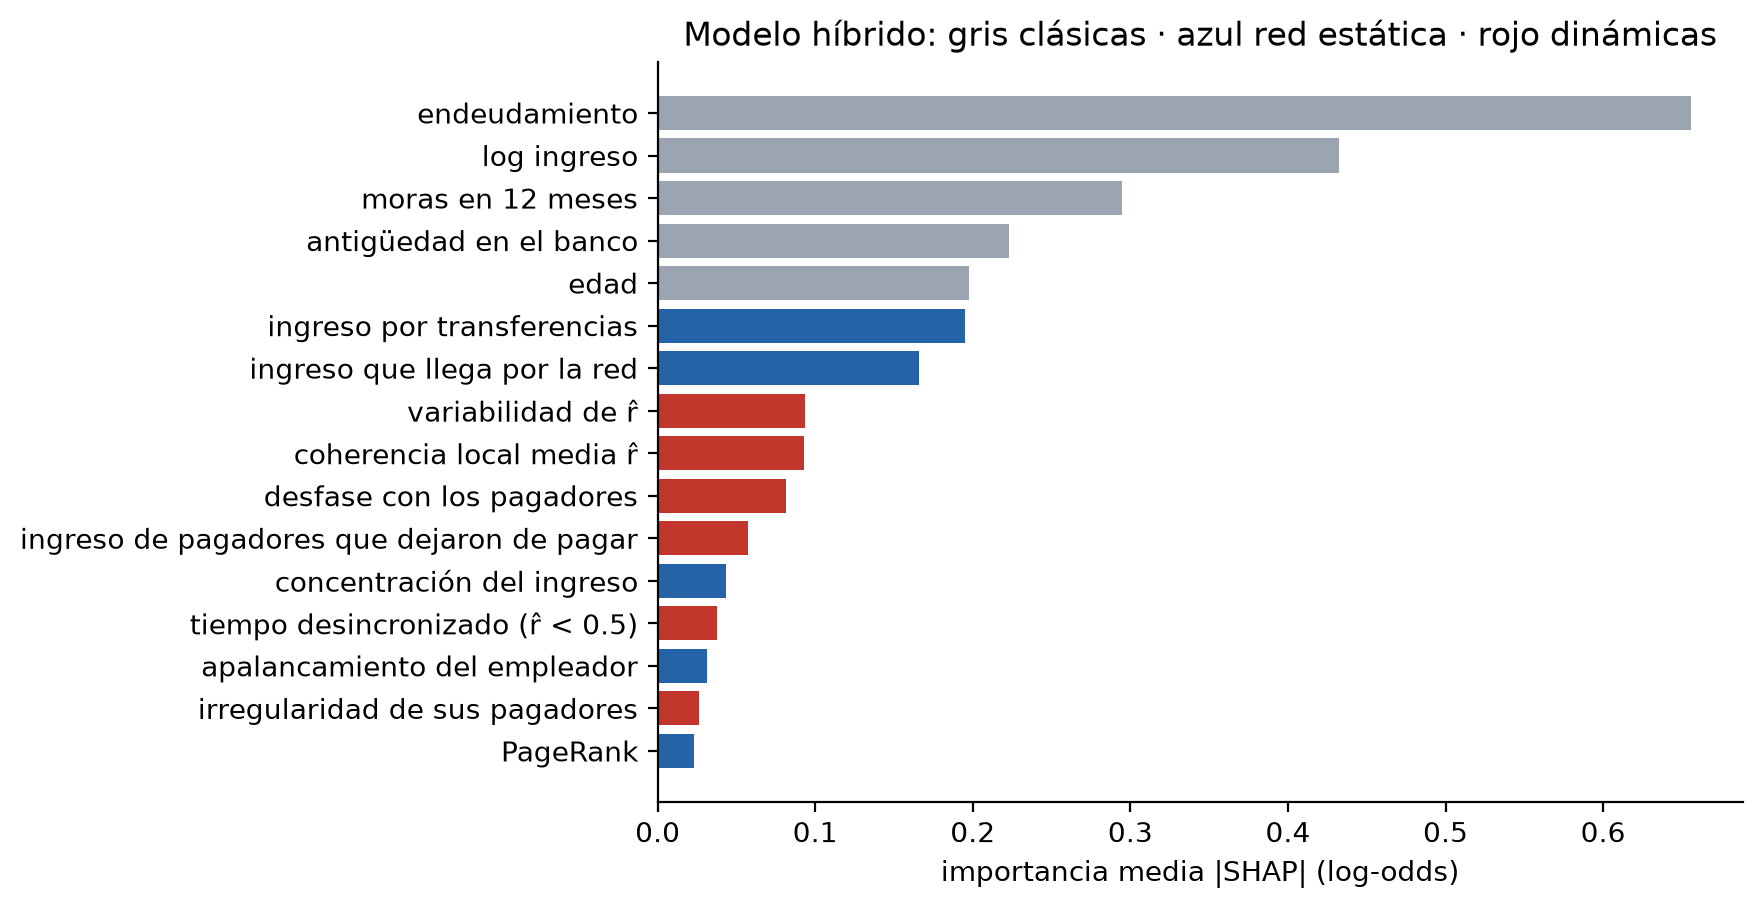 Modelo híbrido: gris clásicas · azul red estática · rojo dinámicas
endeudamiento
log ingreso
moras en 12 meses
antigüedad en el banco
edad
ingreso por transferencias
ingreso que llega por la red
variabilidad de r̂
coherencia local media r̂
desfase con los pagadores
ingreso de pagadores que dejaron de pagar
concentración del ingreso
tiempo desincronizado (r̂ < 0.5)
apalancamiento del empleador
irregularidad de sus pagadores
PageRank
0.0 0.1 0.2 0.3 0.4 0.5 0.6
importancia media |SHAP| (log-odds)